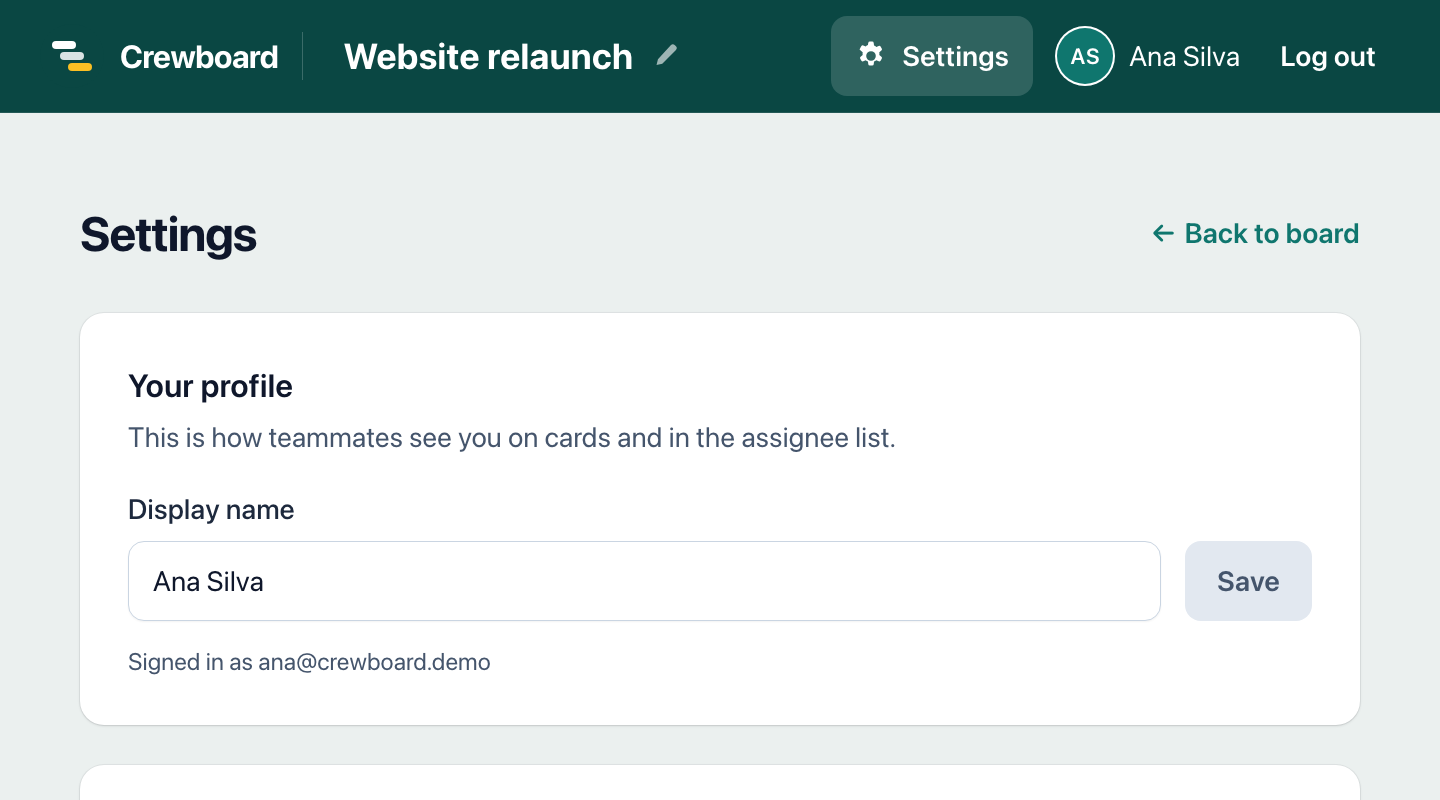 Crewboard
Website relaunch
Settings
AS
Ana Silva
Log out
Settings
← Back to board
Your profile
This is how teammates see you on cards and in the assignee list.
Display name
Ana Silva
Save
Signed in as ana@crewboard.demo